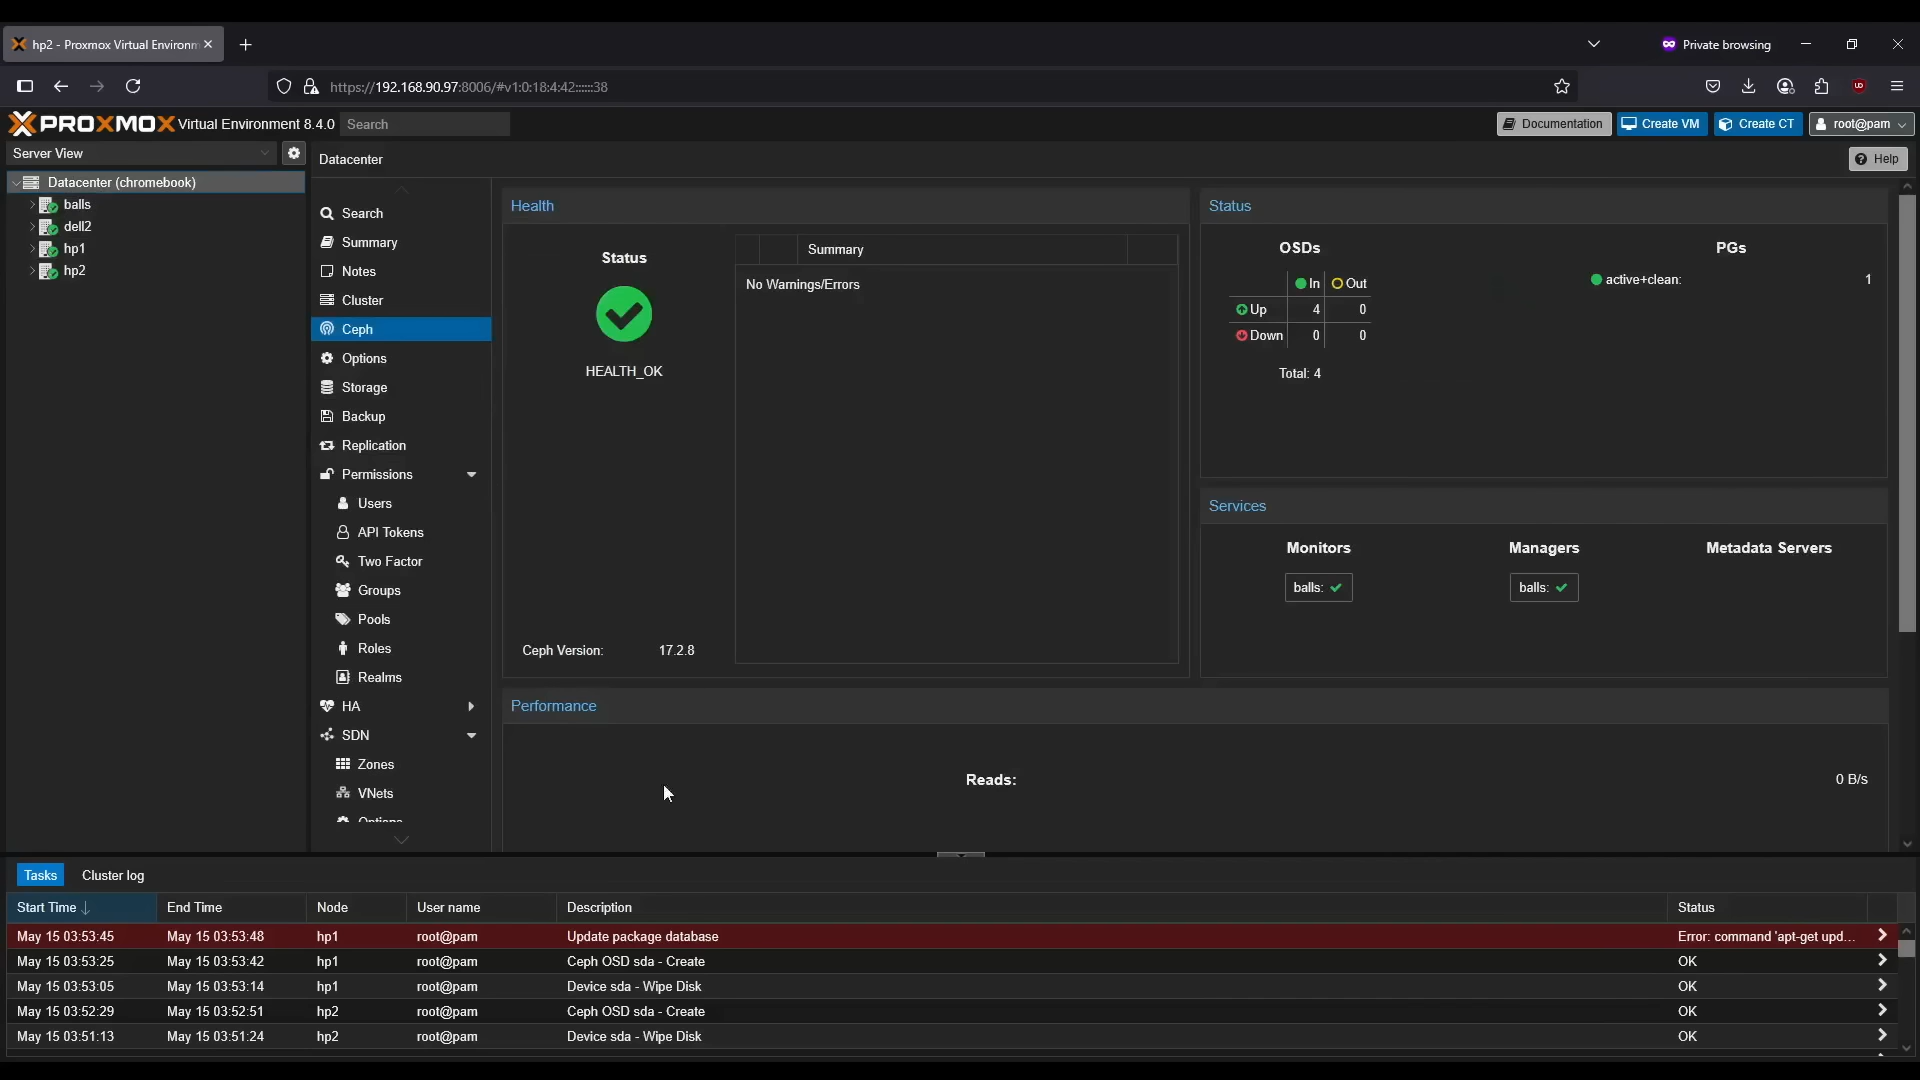 hp2 - Proxmox Virtual Environm
Private browsing
https://192.168.90.97:8006/#v1:0:18:4:42::::::38
PROXMOX Virtual Environment 8.4.0
Search
Documentation
Create VM
Create CT
root@pam
Server View
Datacenter
Help
Datacenter (chromebook)
balls
dell2
hp1
hp2
Search
Summary
Notes
Cluster
Ceph
Options
Storage
Backup
Replication
Permissions
Users
API Tokens
Two Factor
Groups
Pools
Roles
Realms
HA
SDN
Zones
VNets
Options
Health
Status
HEALTH_OK
Ceph Version: 17.2.8
Summary
No Warnings/Errors
Status
OSDs
In Out
Up 4 0
Down 0 0
Total: 4
PGs
active+clean: 1
Services
Monitors
balls:
Managers
balls:
Metadata Servers
Performance
Reads: 0 B/s
Tasks Cluster log
Start Time End Time Node User name Description Status
May 15 03:53:45 May 15 03:53:48 hp1 root@pam Update package database Error: command 'apt-get upd...
May 15 03:53:25 May 15 03:53:42 hp1 root@pam Ceph OSD sda - Create OK
May 15 03:53:05 May 15 03:53:14 hp1 root@pam Device sda - Wipe Disk OK
May 15 03:52:29 May 15 03:52:51 hp2 root@pam Ceph OSD sda - Create OK
May 15 03:51:13 May 15 03:51:24 hp2 root@pam Device sda - Wipe Disk OK